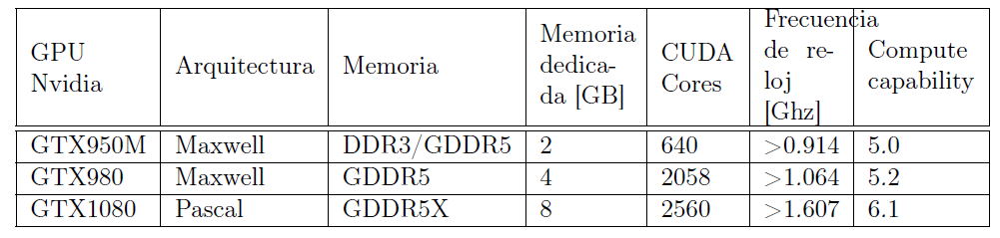 GPU Nvidia | Arquitectura | Memoria | Memoria dedica-da [GB] | CUDA Cores | Frecuencia de re-loj [Ghz] | Compute capability
GTX950M | Maxwell | DDR3/GDDR5 | 2 | 640 | >0.914 | 5.0
GTX980 | Maxwell | GDDR5 | 4 | 2058 | >1.064 | 5.2
GTX1080 | Pascal | GDDR5X | 8 | 2560 | >1.607 | 6.1